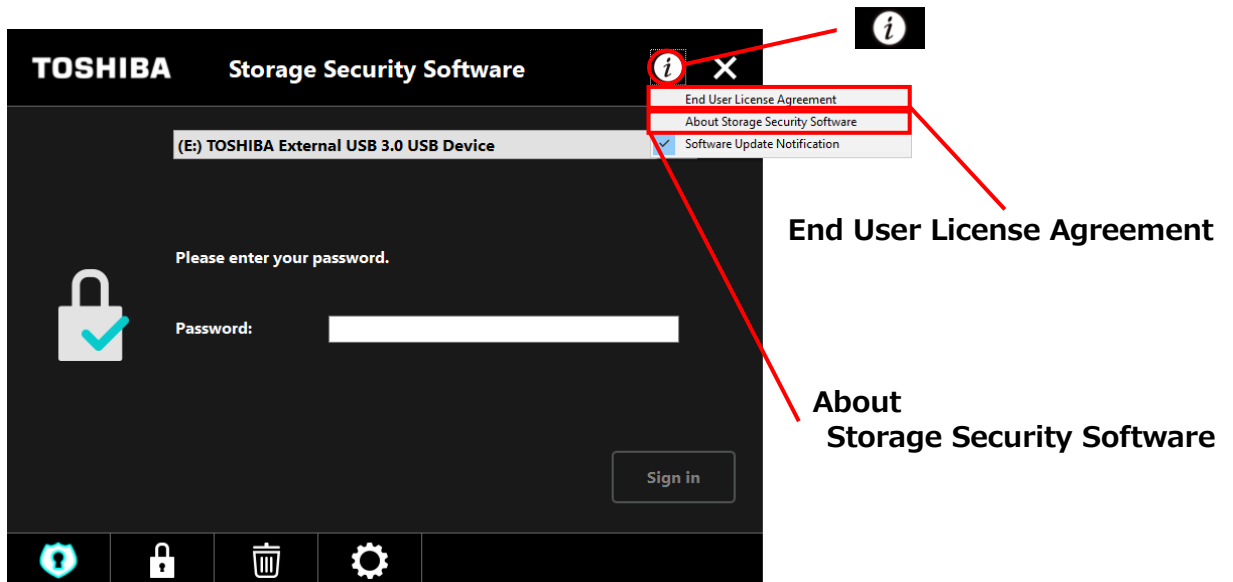 TOSHIBA Storage Security Software
End User License Agreement
About Storage Security Software
Software Update Notification
(E:) TOSHIBA External USB 3.0 USB Device
End User License Agreement
Please enter your password.
Password:
About
Storage Security Software
Sign in